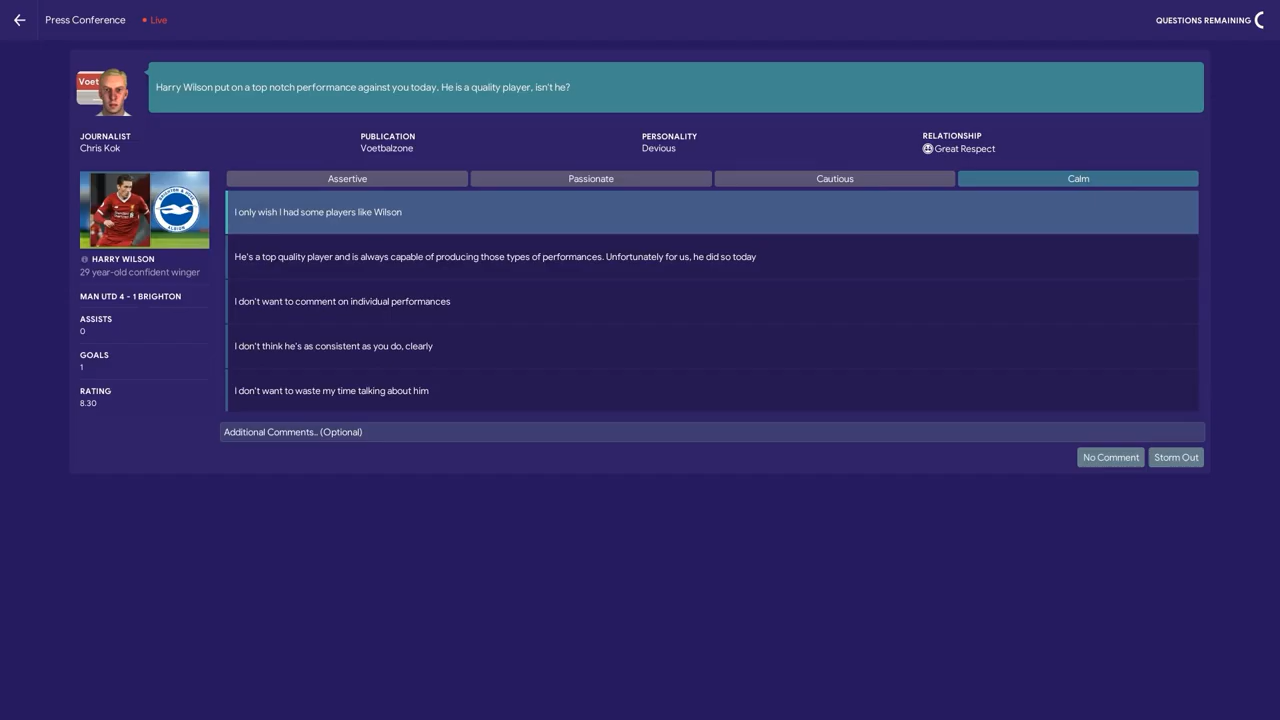 Press Conference
Live
QUESTIONS REMAINING
Voet
Harry Wilson put on a top notch performance against you today. He is a quality player, isn't he?
JOURNALIST
Chris Kok
PUBLICATION
Voetbalzone
PERSONALITY
Devious
RELATIONSHIP
Great Respect
Assertive
Passionate
Cautious
Calm
I only wish I had some players like Wilson
He's a top quality player and is always capable of producing those types of performances. Unfortunately for us, he did so today
I don't want to comment on individual performances
I don't think he's as consistent as you do, clearly
I don't want to waste my time talking about him
HARRY WILSON
29 year-old confident winger
MAN UTD 4 - 1 BRIGHTON
ASSISTS
0
GOALS
1
RATING
8.30
Additional Comments.. (Optional)
No Comment
Storm Out